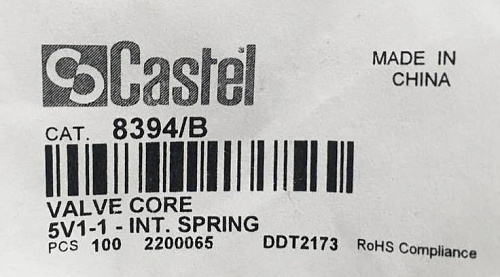 Castel
MADE IN
CHINA
CAT. 8394/B
VALVE CORE
5V1-1 - INT. SPRING
PCS 100 2200065 DDT2173 RoHS Compliance